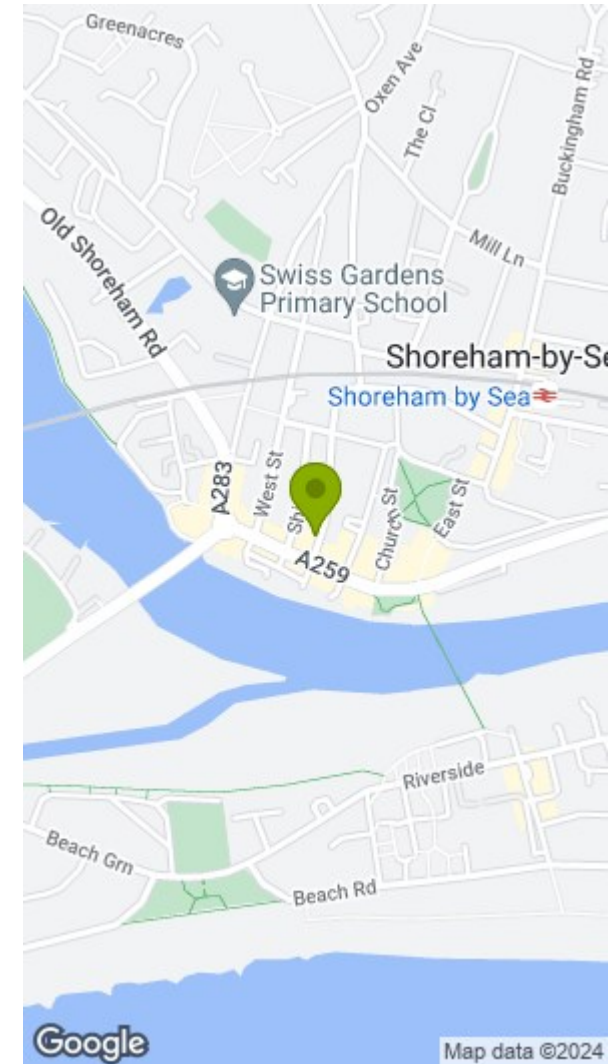 Greenacres
Oxen Ave
The Cl
Buckingham Rd
Mill Ln
Old Shoreham Rd
Swiss Gardens
Primary School
Shoreham-by-Se
Shoreham by Sea
A283
West St
Sh
Church St
East St
A259
Riverside
Beach Grn
Beach Rd
Google
Map data ©2024